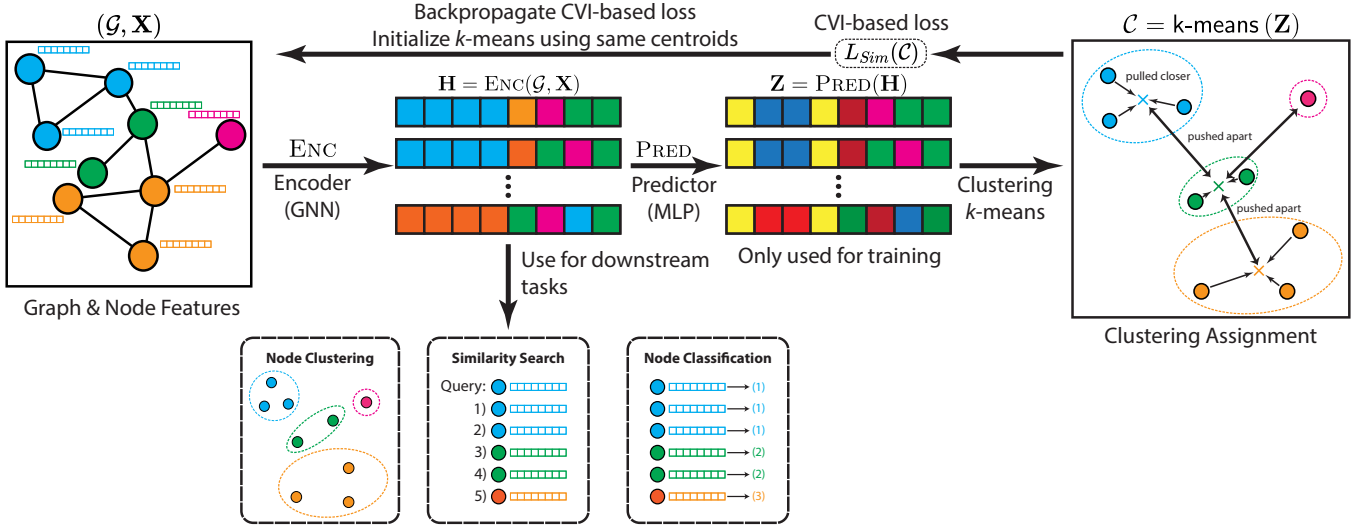 (𝒢, X)
Backpropagate CVI-based loss
Initialize k-means using same centroids
CVI-based loss
L_{Sim}(𝒞)
𝒞 = k-means (Z)
H = ENC(𝒢, X)
Z = PRED(H)
pulled closer
pushed apart
pushed apart
ENC
Encoder
(GNN)
PRED
Predictor
(MLP)
Clustering
k-means
Use for downstream
tasks
Only used for training
Graph & Node Features
Clustering Assignment
Node Clustering
Similarity Search
Query:
1)
2)
3)
4)
5)
Node Classification
(1)
(1)
(1)
(2)
(2)
(3)